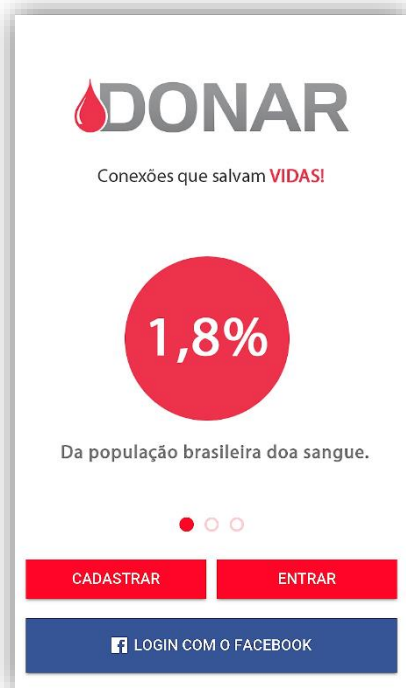 DONAR
Conexões que salvam VIDAS!
1,8%
Da população brasileira doa sangue.
CADASTRAR
ENTRAR
LOGIN COM O FACEBOOK